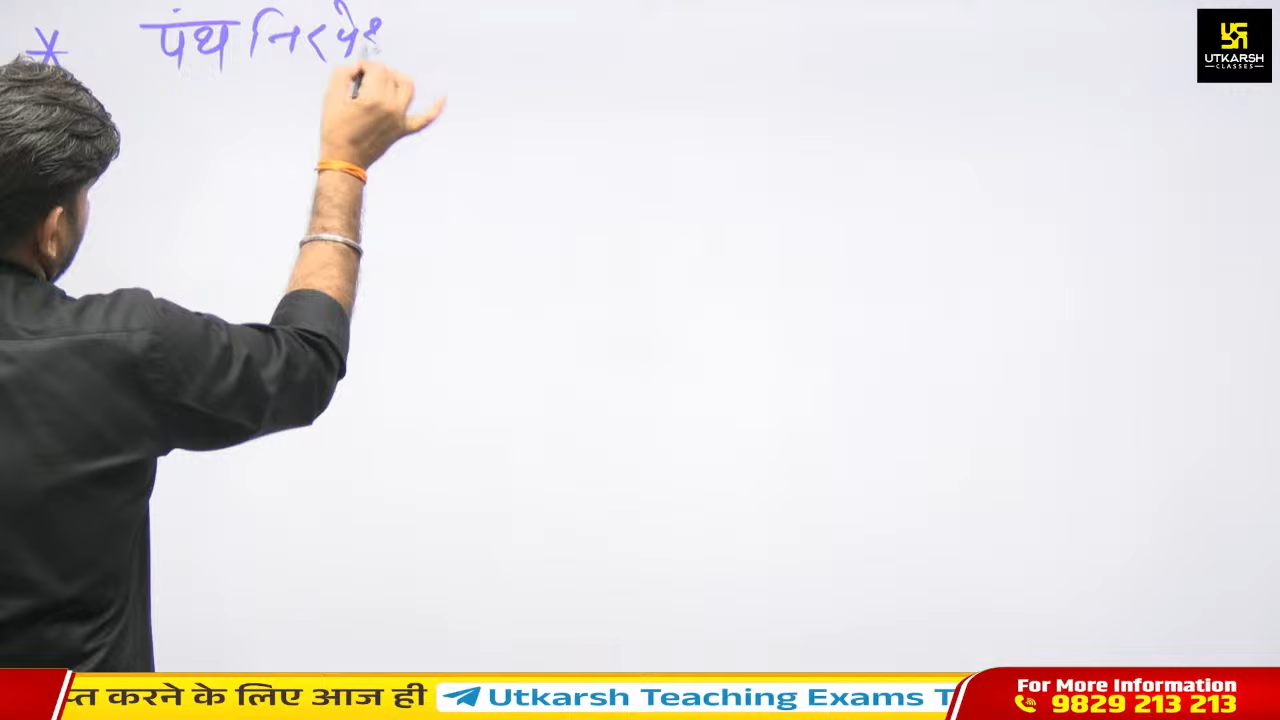 * पंथ निरपे
UTKARSH
CLASSES
प्त करने के लिए आज ही Utkarsh Teaching Exams T
For More Information
9829 213 213